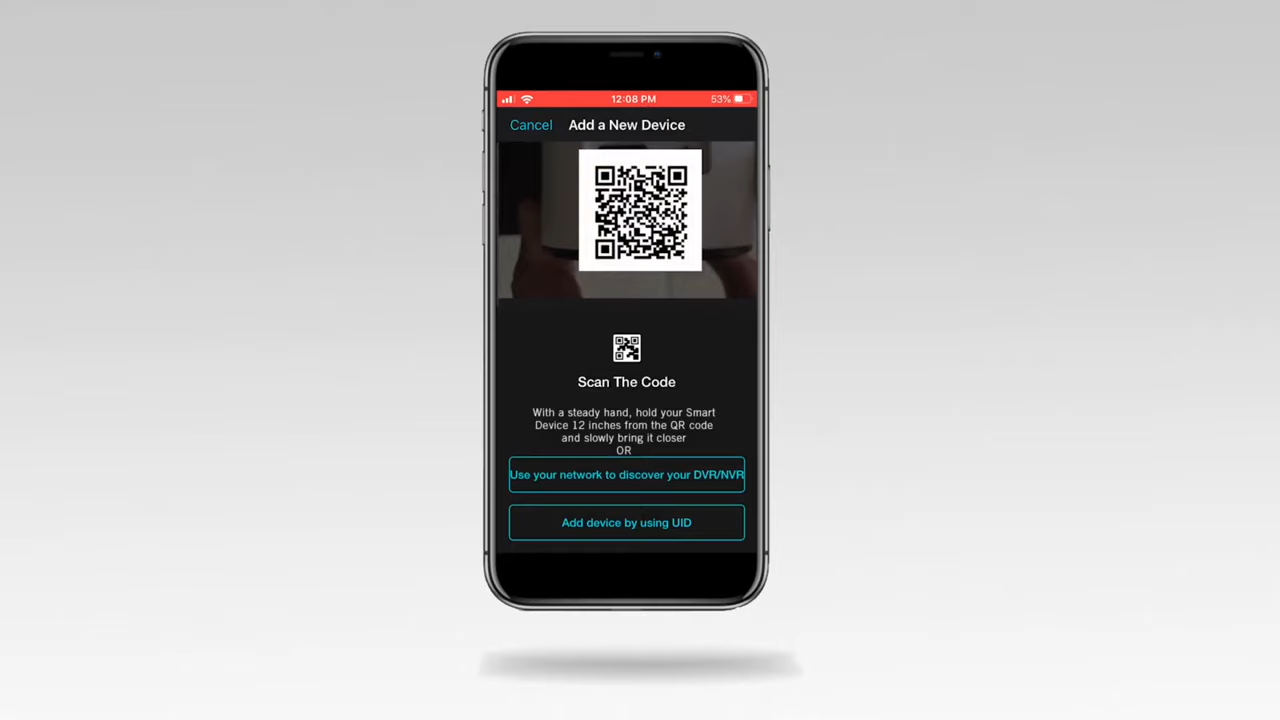 12:08 PM
53%
Cancel
Add a New Device
Scan The Code
With a steady hand, hold your Smart
Device 12 inches from the QR code
and slowly bring it closer
OR
Use your network to discover your DVR/NVR
Add device by using UID